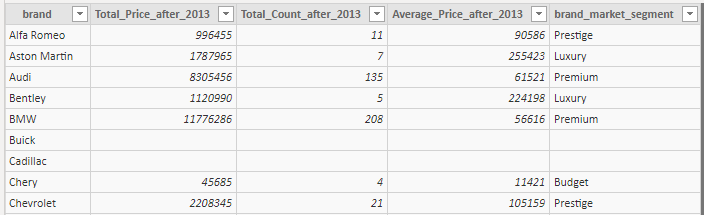 brand Total_Price_after_2013 Total_Count_after_2013 Average_Price_after_2013 brand_market_segment
Alfa Romeo 996455 11 90586 Prestige
Aston Martin 1787965 7 255423 Luxury
Audi 8305456 135 61521 Premium
Bentley 1120990 5 224198 Luxury
BMW 11776286 208 56616 Premium
Buick
Cadillac
Chery 45685 4 11421 Budget
Chevrolet 2208345 21 105159 Prestige